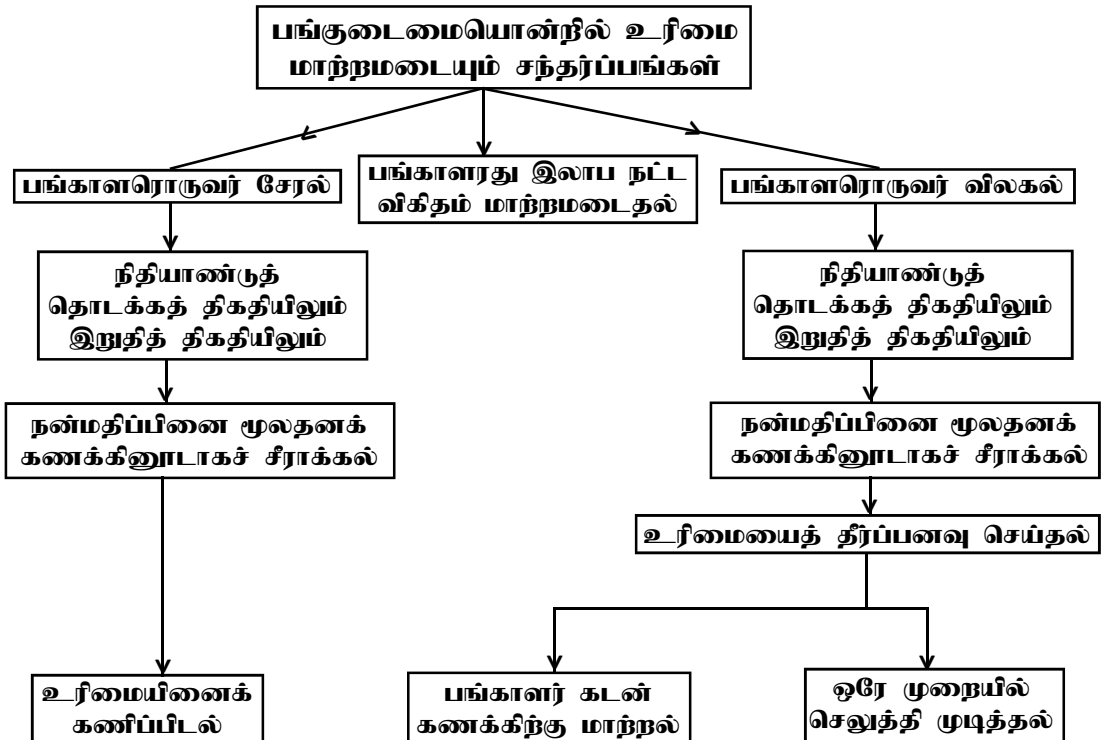 பங்குடைமையொன்றில் உரிமை
மாற்றமடையும் சந்தர்ப்பங்கள்
பங்காளரொருவர் சேரல்
பங்காளரது இலாப நட்ட
விகிதம் மாற்றமடைதல்
பங்காளரொருவர் விலகல்
நிதியாண்டுத்
தொடக்கத் திகதியிலும்
இறுதித் திகதியிலும்
நிதியாண்டுத்
தொடக்கத் திகதியிலும்
இறுதித் திகதியிலும்
நன்மதிப்பினை மூலதனக்
கணக்கினூடாகச் சீராக்கல்
நன்மதிப்பினை மூலதனக்
கணக்கினூடாகச் சீராக்கல்
உரிமையைத் தீர்ப்பனவு செய்தல்
உரிமையினைக்
கணிப்பிடல்
பங்காளர் கடன்
கணக்கிற்கு மாற்றல்
ஒரே முறையில்
செலுத்தி முடித்தல்